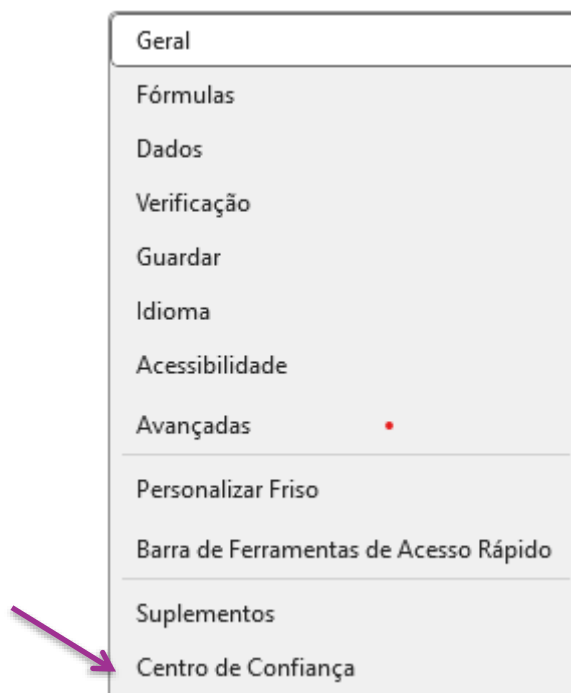 Geral
Fórmulas
Dados
Verificação
Guardar
Idioma
Acessibilidade
Avançadas
Personalizar Friso
Barra de Ferramentas de Acesso Rápido
Suplementos
Centro de Confiança